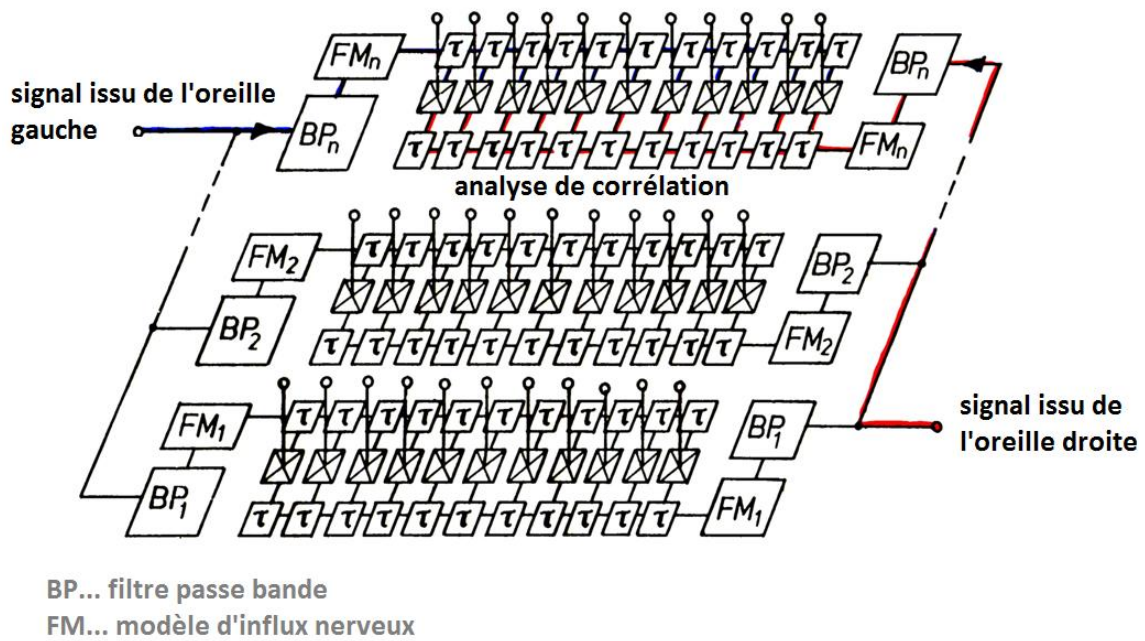 FMn τ τ τ τ τ τ τ τ τ τ τ BPn
signal issu de l'oreille
gauche
BPn τ τ τ τ τ τ τ τ τ τ τ FMn
analyse de corrélation
FM2 τ τ τ τ τ τ τ τ τ τ τ BP2
BP2 τ τ τ τ τ τ τ τ τ τ τ FM2
FM1 τ τ τ τ τ τ τ τ τ τ τ BP1
signal issu de
l'oreille droite
BP1 τ τ τ τ τ τ τ τ τ τ τ FM1
BP... filtre passe bande
FM... modèle d'influx nerveux